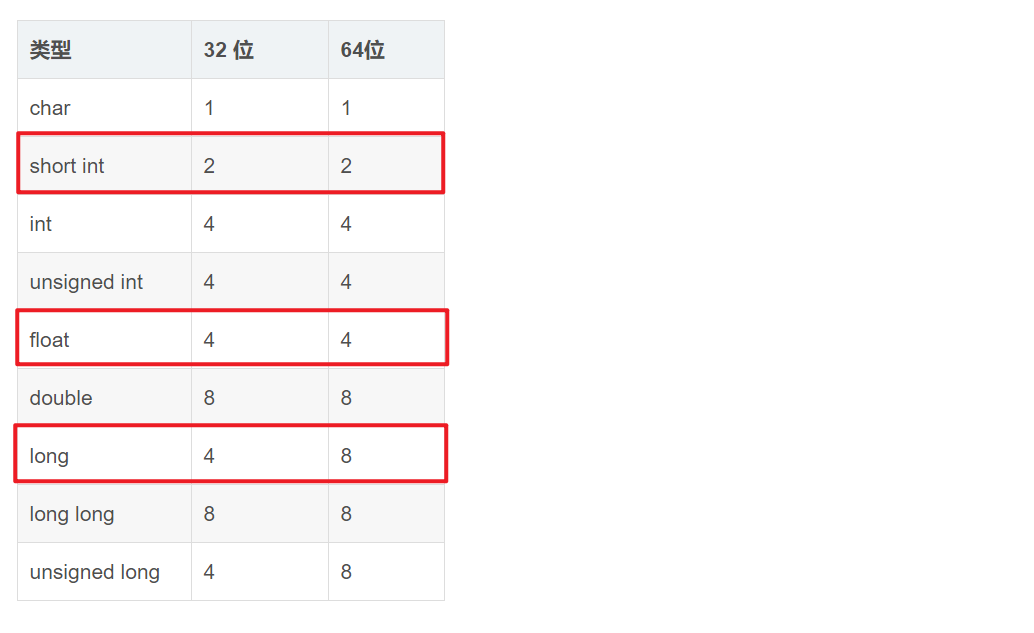 类型 32 位 64位
char 1 1
short int 2 2
int 4 4
unsigned int 4 4
float 4 4
double 8 8
long 4 8
long long 8 8
unsigned long 4 8